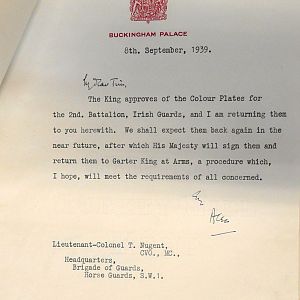 BUCKINGHAM PALACE
8th. September, 1939.
My dear Tim,
The King approves of the Colour Plates for
the 2nd. Battalion, Irish Guards, and I am returning them
to you herewith. We shall expect them back again in the
near future, after which His Majesty will sign them and
return them to Garter King at Arms, a procedure which,
I hope, will meet the requirements of all concerned.
Lieutenant-Colonel T. Nugent,
CVO., MC.,
Headquarters,
Brigade of Guards,
Horse Guards, S.W.1.